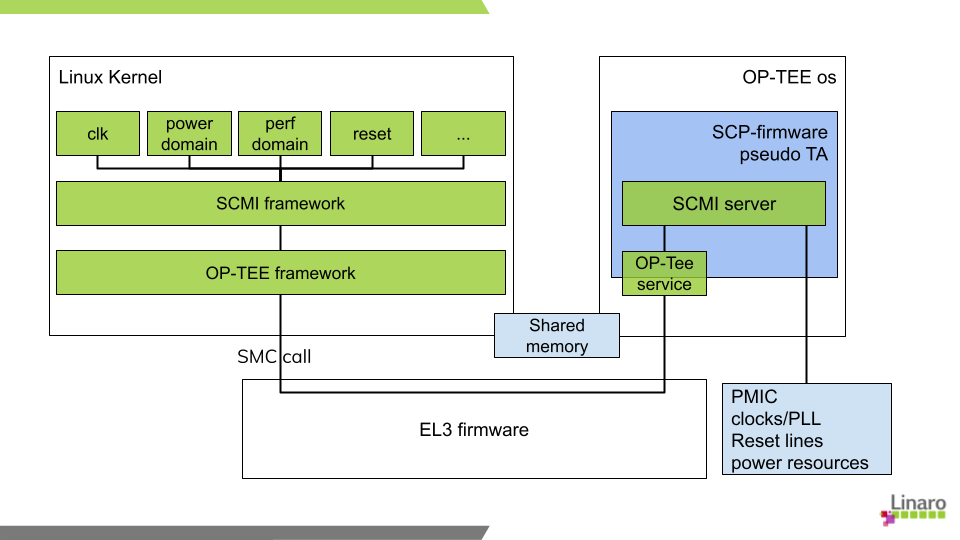 Linux Kernel
OP-TEE os
clk
power
domain
perf
domain
reset
...
SCP-firmware
pseudo TA
SCMI framework
SCMI server
OP-TEE framework
OP-Tee
service
Shared
memory
SMC call
EL3 firmware
PMIC
clocks/PLL
Reset lines
power resources
Linaro